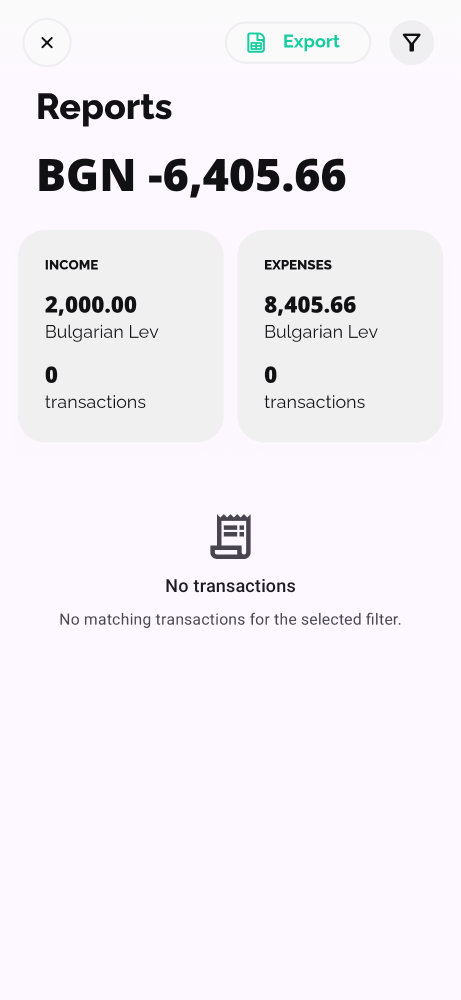 Export
Reports
BGN -6,405.66
INCOME
2,000.00
Bulgarian Lev
0
transactions
EXPENSES
8,405.66
Bulgarian Lev
0
transactions
No transactions
No matching transactions for the selected filter.